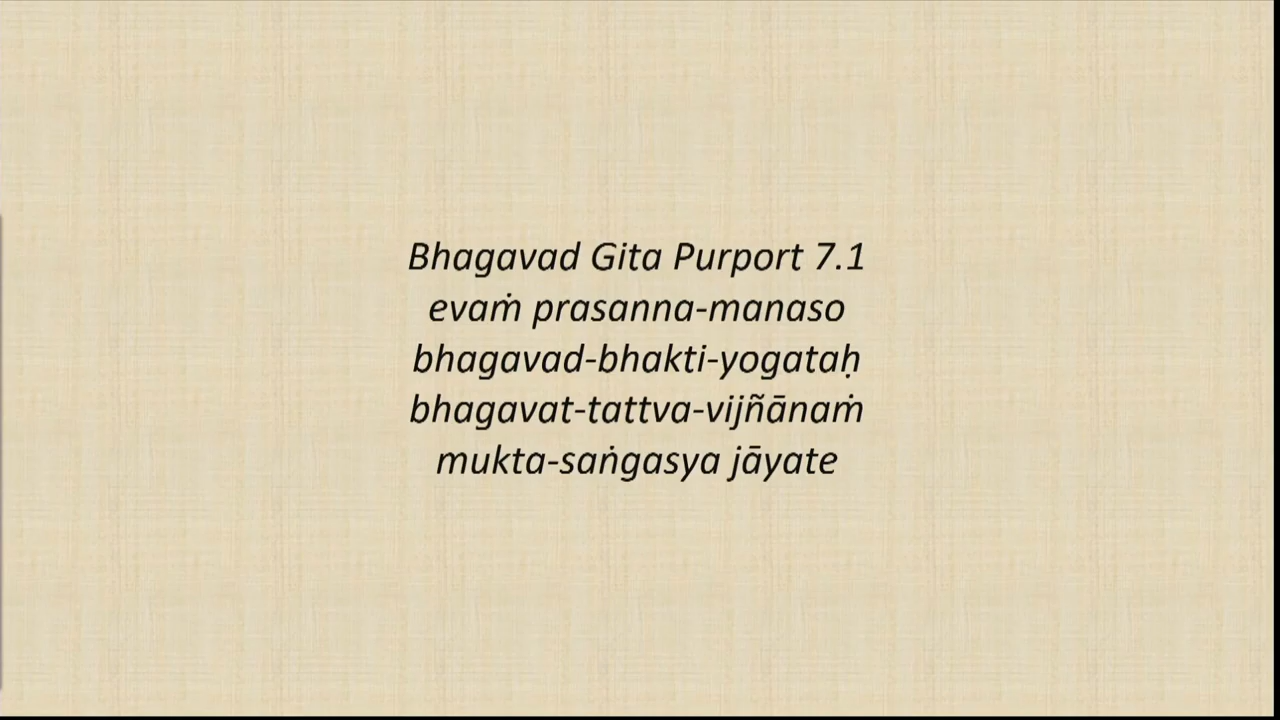 Bhagavad Gita Purport 7.1
evaṁ prasanna-manaso
bhagavad-bhakti-yogataḥ
bhagavat-tattva-vijñānaṁ
mukta-saṅgasya jāyate